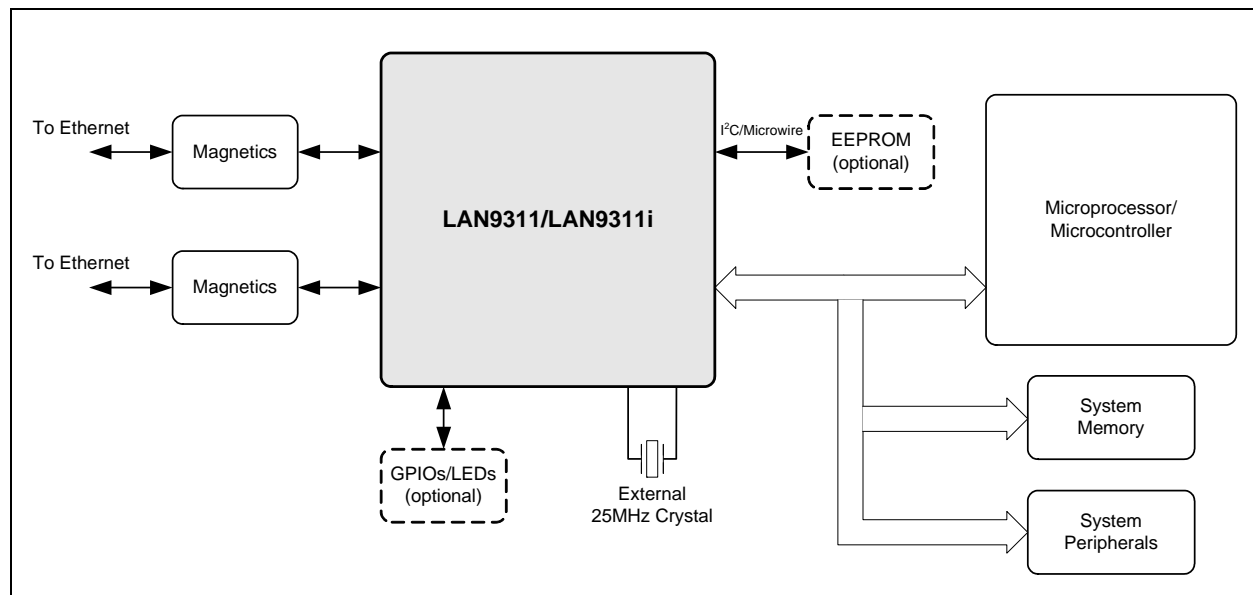 To Ethernet
Magnetics
To Ethernet
Magnetics
LAN9311/LAN9311i
I²C/Microwire
EEPROM
(optional)
Microprocessor/
Microcontroller
GPIOs/LEDs
(optional)
External
25MHz Crystal
System
Memory
System
Peripherals